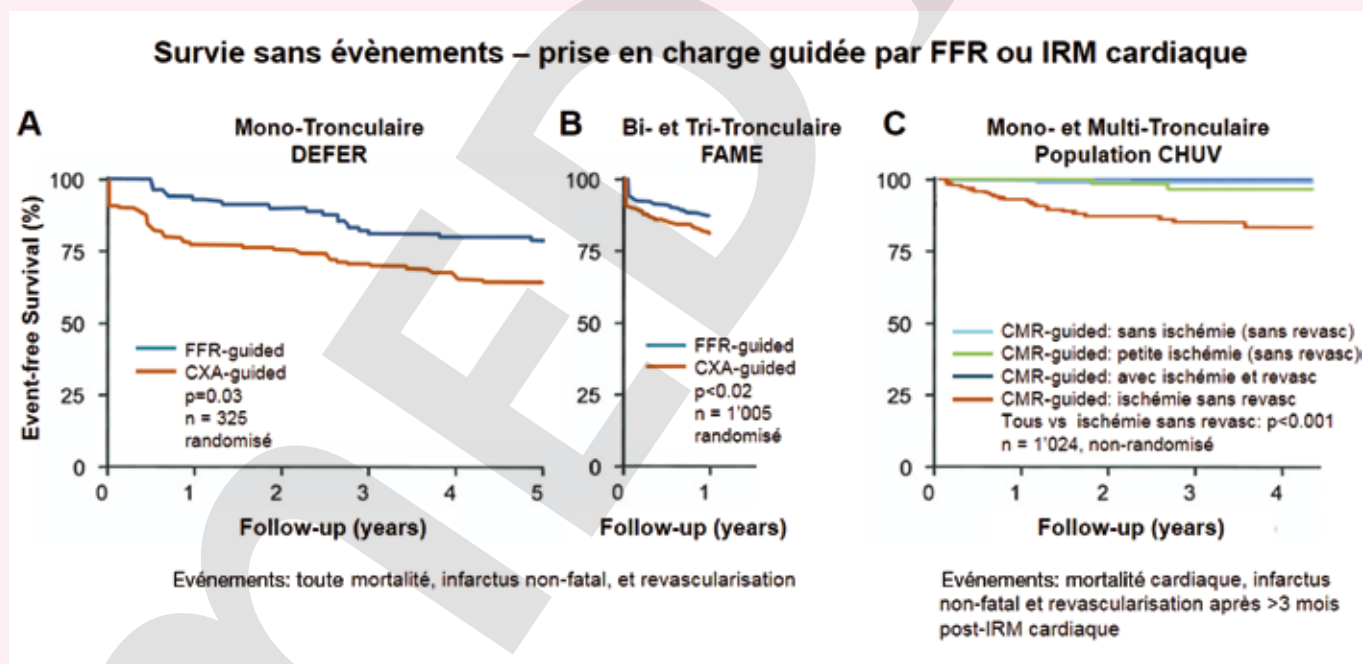 Survie sans évènements – prise en charge guidée par FFR ou IRM cardiaque
A
Mono-Tronculaire
DEFER
Event-free Survival (%)
100
75
50
25
0
FFR-guided
CXA-guided
p=0.03
n = 325
randomisé
0 1 2 3 4 5
Follow-up (years)
B
Bi- et Tri-Tronculaire
FAME
100
75
50
25
0
FFR-guided
CXA-guided
p<0.02
n = 1'005
randomisé
0 1
Follow-up (years)
Evénements: toute mortalité, infarctus non-fatal, et revascularisation
C
Mono- et Multi-Tronculaire
Population CHUV
100
75
50
25
0
CMR-guided: sans ischémie (sans revasc)
CMR-guided: petite ischémie (sans revasc)
CMR-guided: avec ischémie et revasc
CMR-guided: ischémie sans revasc
Tous vs ischémie sans revasc: p<0.001
n = 1'024, non-randomisé
0 1 2 3 4
Follow-up (years)
Evénements: mortalité cardiaque, infarctus
non-fatal et revascularisation après >3 mois
post-IRM cardiaque